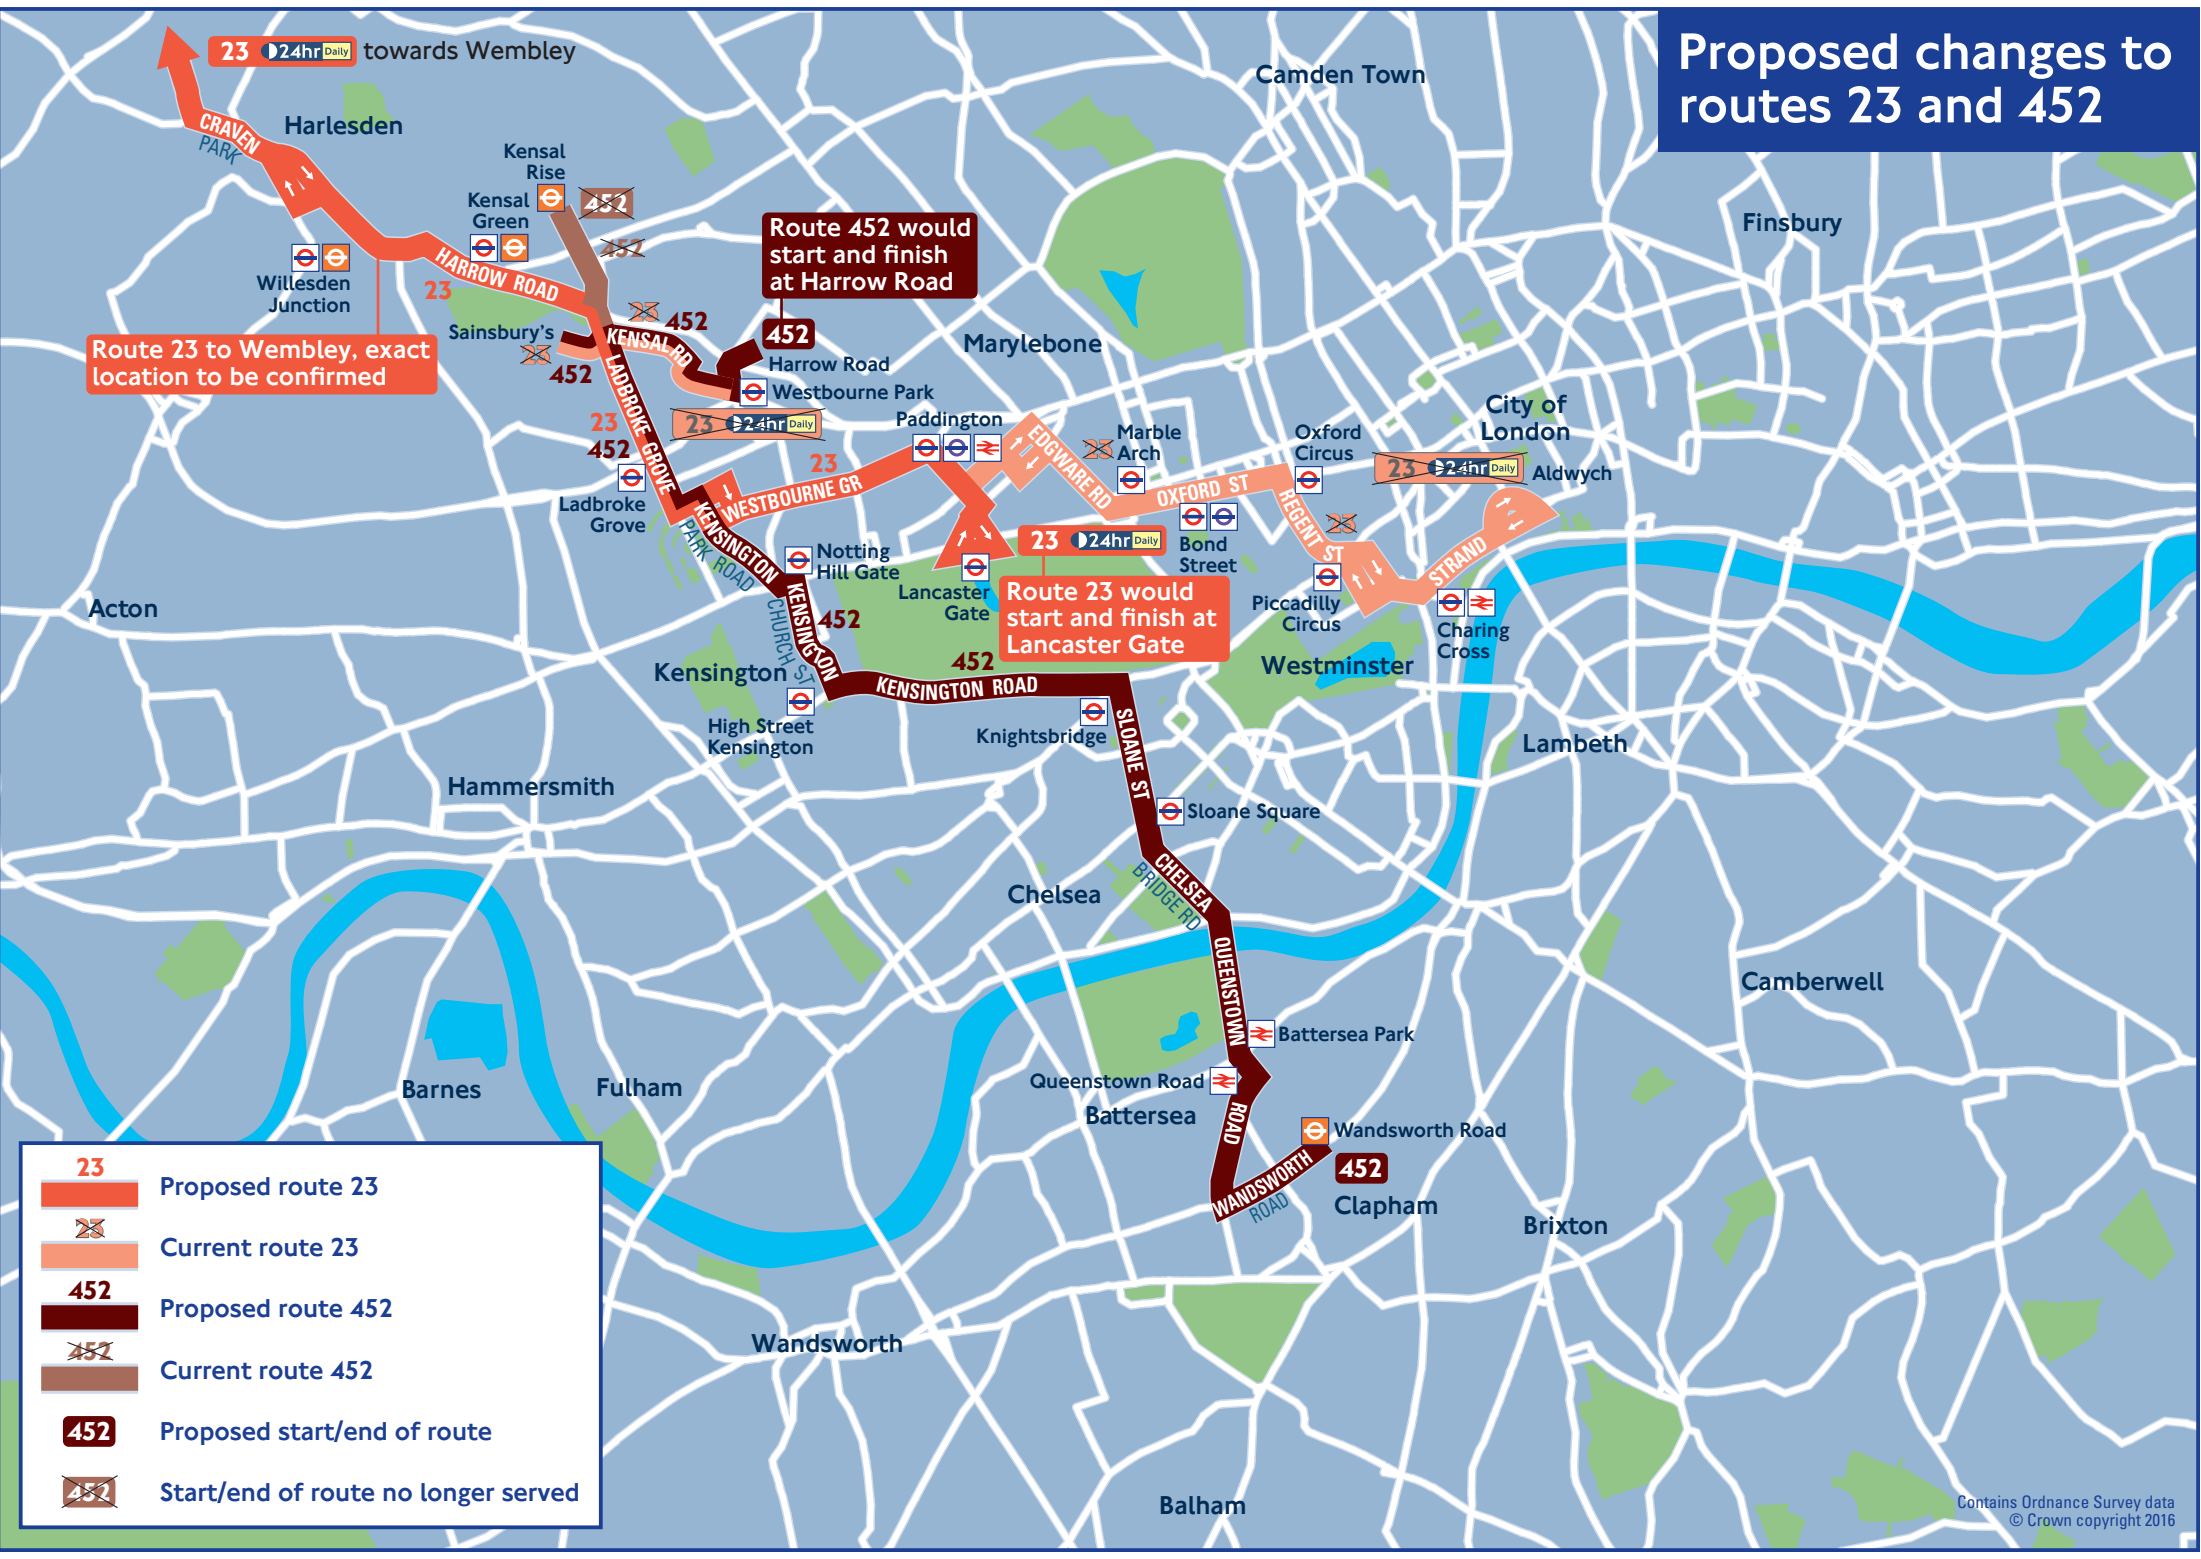 Proposed changes to
routes 23 and 452
23 24hr Daily towards Wembley
CRAVEN
PARK
Harlesden
Camden Town
Finsbury
Kensal
Rise
452
452
Kensal
Green
Willesden
Junction
HARROW ROAD
23
Route 452 would
start and finish
at Harrow Road
452
Harrow Road
Westbourne Park
23 24hr Daily
23
452
KENSAL RD
Sainsbury's
23
452
Route 23 to Wembley, exact
location to be confirmed
LADBROKE GROVE
23
452
Ladbroke
Grove
Marylebone
Paddington
23
WESTBOURNE GR
EDGWARE RD
23
Marble
Arch
OXFORD ST
Oxford
Circus
City of
London
23 24hr Daily
Aldwych
Bond
Street
REGENT ST
23
STRAND
Piccadilly
Circus
Charing
Cross
23 24hr Daily
Route 23 would
start and finish at
Lancaster Gate
Lancaster
Gate
KENSINGTON
PARK ROAD
Notting
Hill Gate
KENSINGTON
CHURCH ST
452
Acton
Kensington
452
KENSINGTON ROAD
Westminster
High Street
Kensington
Knightsbridge
SLOANE ST
Lambeth
Hammersmith
Sloane Square
CHELSEA
BRIDGE RD
Chelsea
QUEENSTOWN
ROAD
Camberwell
Battersea Park
Queenstown Road
Battersea
Barnes
Fulham
Wandsworth Road
452
WANDSWORTH
ROAD
Clapham
Brixton
Wandsworth
Balham
23
Proposed route 23
23
Current route 23
452
Proposed route 452
452
Current route 452
452 Proposed start/end of route
452 Start/end of route no longer served
Contains Ordnance Survey data
© Crown copyright 2016